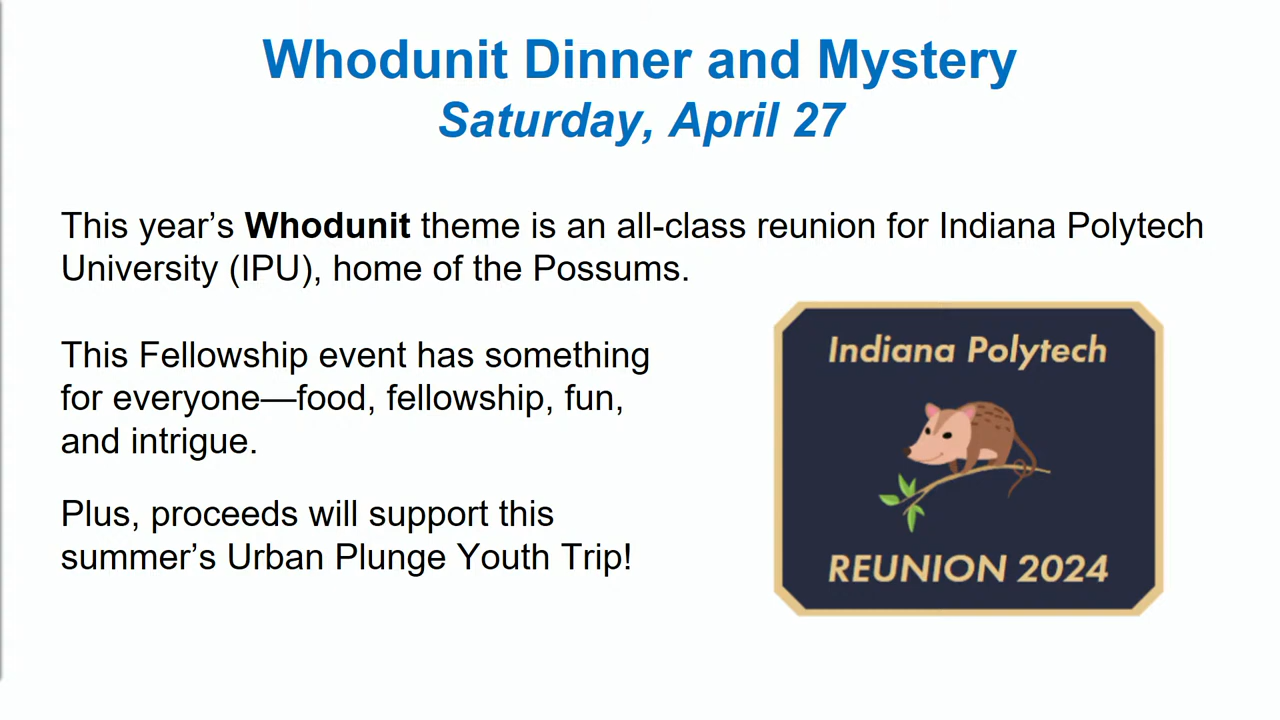 Whodunit Dinner and Mystery
Saturday, April 27
This year’s Whodunit theme is an all-class reunion for Indiana Polytech
University (IPU), home of the Possums.
This Fellowship event has something
for everyone—food, fellowship, fun,
and intrigue.
Plus, proceeds will support this
summer’s Urban Plunge Youth Trip!
Indiana Polytech
REUNION 2024